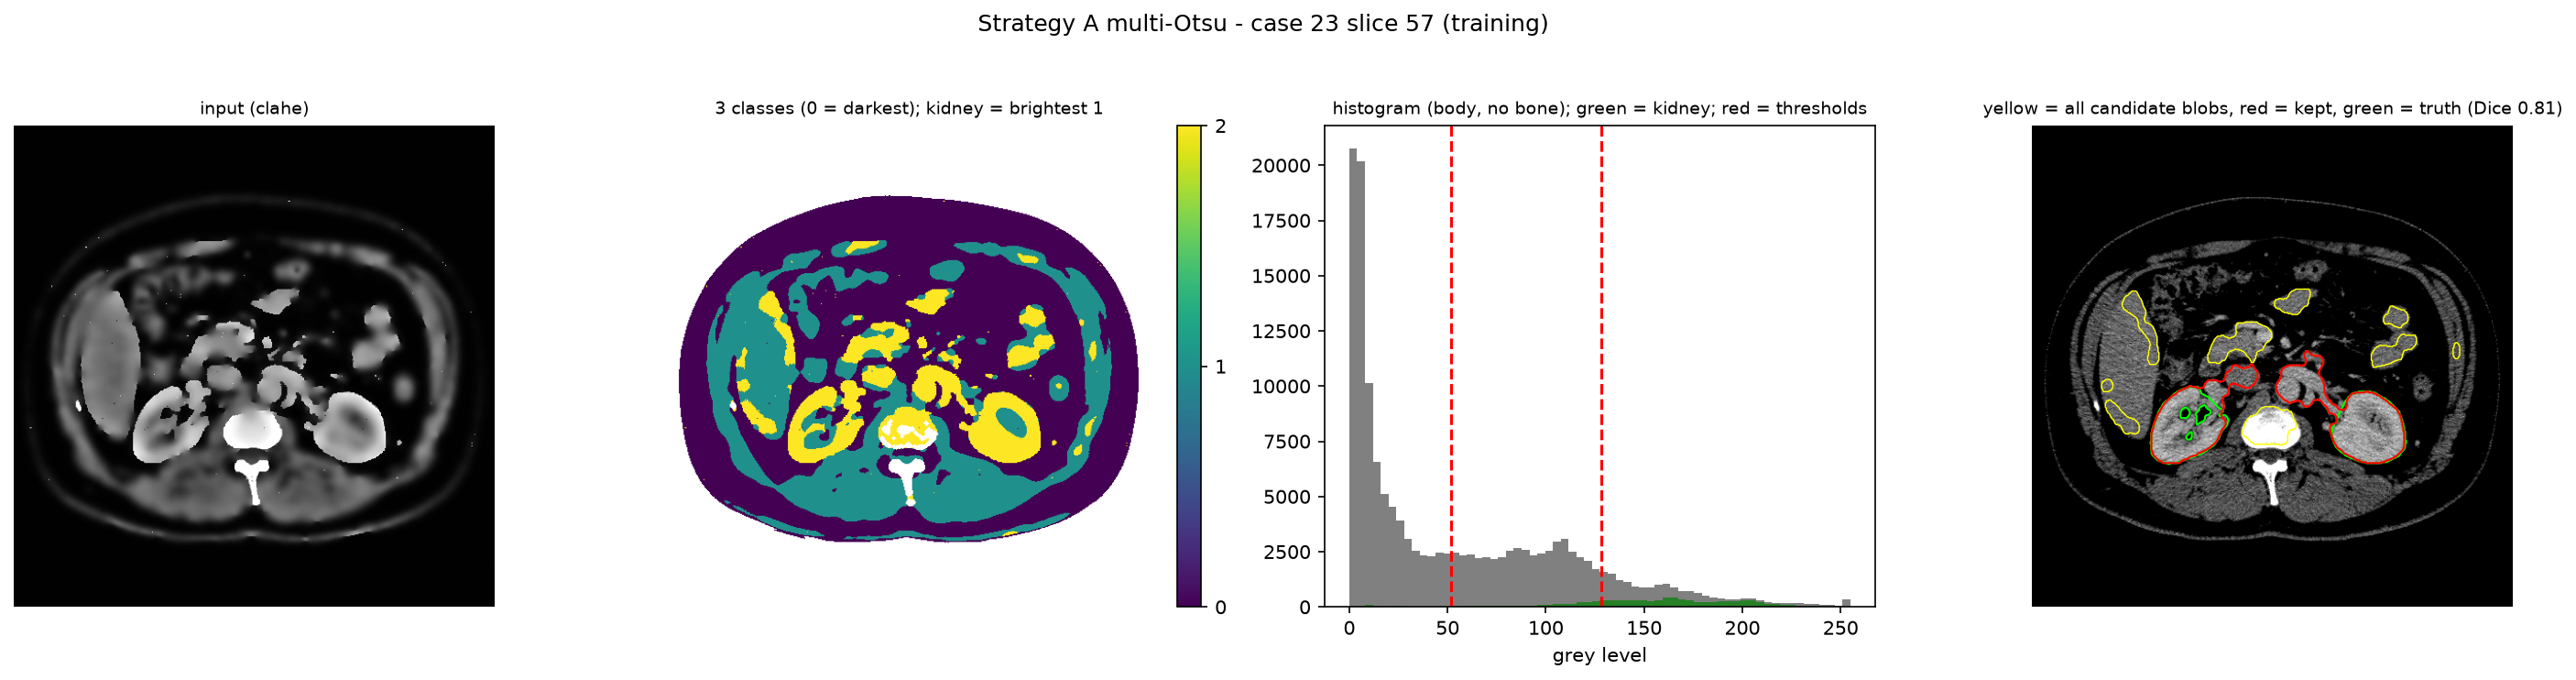 Strategy A multi-Otsu - case 23 slice 57 (training)
input (clahe)
3 classes (0 = darkest); kidney = brightest 1
2
1
0
histogram (body, no bone); green = kidney; red = thresholds
20000
17500
15000
12500
10000
7500
5000
2500
0
0 50 100 150 200 250
grey level
yellow = all candidate blobs, red = kept, green = truth (Dice 0.81)